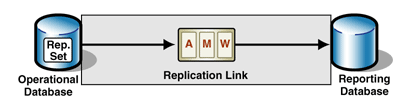 Rep.
Set
A M W
Replication Link
Operational
Database
Reporting
Database